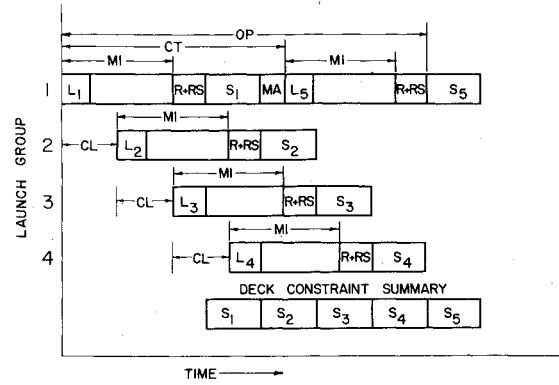 OP
CT
MI MI
1 L1 R+RS S1 MA L5 R+RS S5
MI
2 CL L2 R+RS S2
MI
3 CL L3 R+RS S3
MI
4 CL L4 R+RS S4
LAUNCH GROUP
DECK CONSTRAINT SUMMARY
S1 S2 S3 S4 S5
TIME